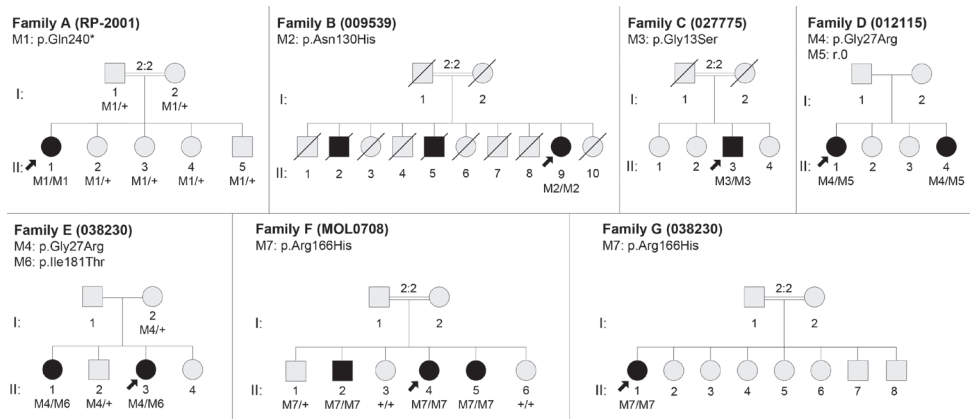 Family A (RP-2001)
M1: p.Gln240*
2:2
I:
1 2
M1/+ M1/+
II:
1 2 3 4 5
M1/M1 M1/+ M1/+ M1/+ M1/+
Family B (009539)
M2: p.Asn130His
2:2
I:
1 2
II:
1 2 3 4 5 6 7 8 9 10
M2/M2
Family C (027775)
M3: p.Gly13Ser
2:2
I:
1 2
II:
1 2 3 4
M3/M3
Family D (012115)
M4: p.Gly27Arg
M5: r.0
I:
1 2
II:
1 2 3 4
M4/M5 M4/M5
Family E (038230)
M4: p.Gly27Arg
M6: p.Ile181Thr
I:
1 2
M4/+
II:
1 2 3 4
M4/M6 M4/+ M4/M6
Family F (MOL0708)
M7: p.Arg166His
2:2
I:
1 2
II:
1 2 3 4 5 6
M7/+ M7/M7 +/+ M7/M7 M7/M7 +/+
Family G (038230)
M7: p.Arg166His
2:2
I:
1 2
II:
1 2 3 4 5 6 7 8
M7/M7